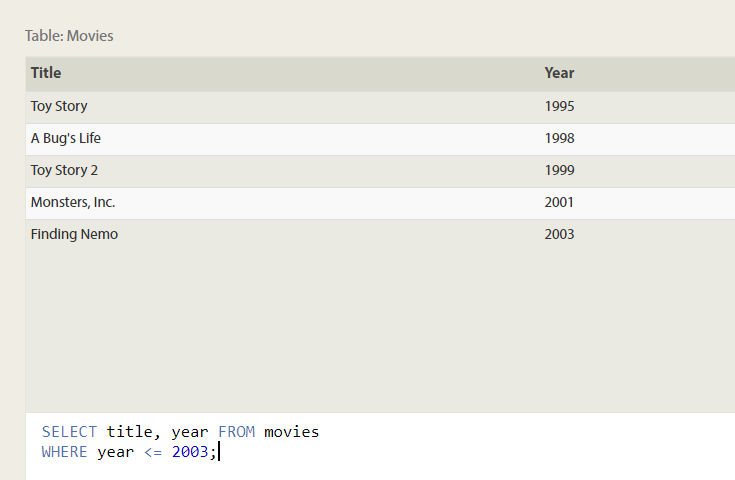 Table: Movies
Title Year
Toy Story 1995
A Bug's Life 1998
Toy Story 2 1999
Monsters, Inc. 2001
Finding Nemo 2003
SELECT title, year FROM movies
WHERE year <= 2003;